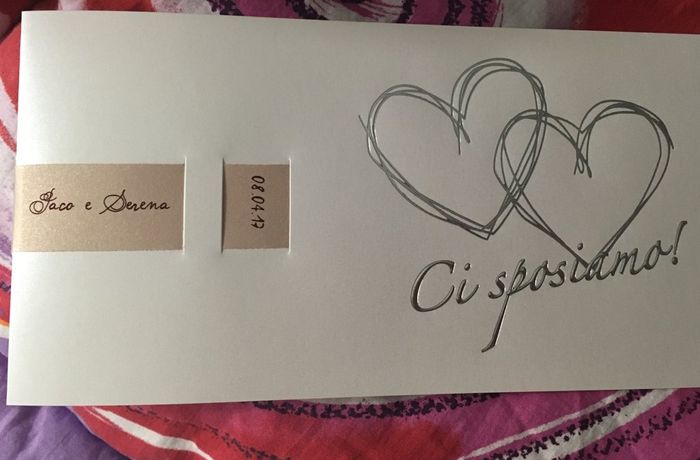 Jaco e Serena
08.04.17
Ci sposiamo!